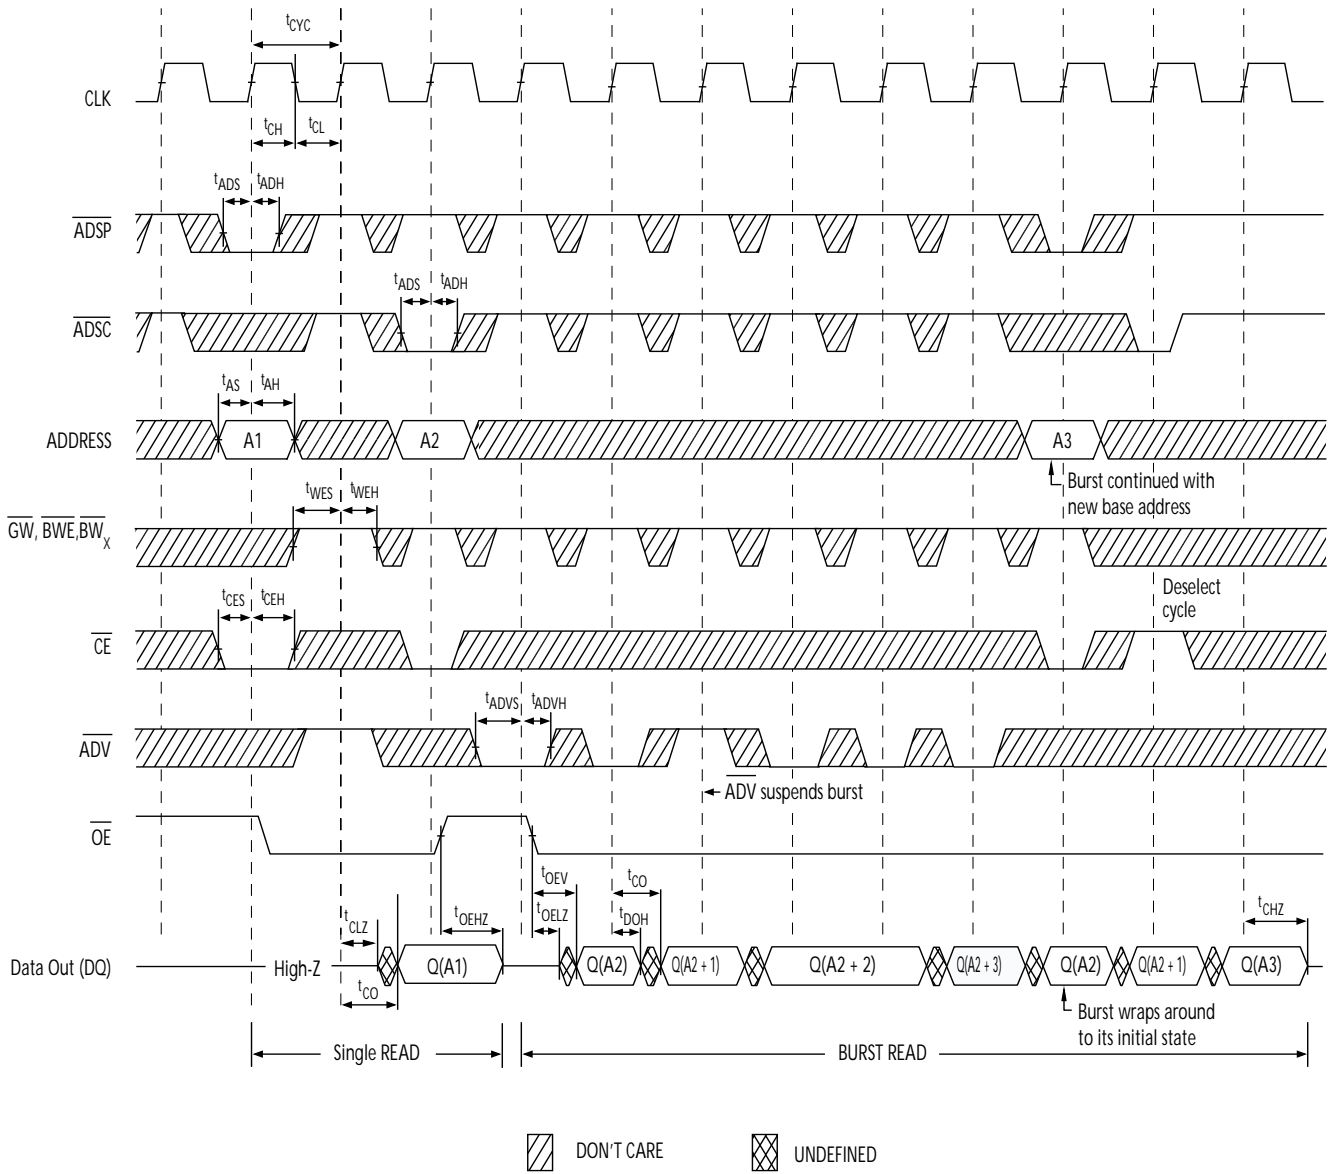 tCYC
CLK
tCH
tCL
tADS
tADH
ADSP
tADS
tADH
ADSC
tAS
tAH
ADDRESS
A1
A2
A3
Burst continued with
new base address
tWES
tWEH
GW, BWE,BWX
Deselect
cycle
tCES
tCEH
CE
tADVS
tADVH
ADV
ADV suspends burst
OE
tOEV
tCO
tCLZ
tOEHZ
tOELZ
tDOH
tCHZ
Data Out (DQ)
High-Z
Q(A1)
Q(A2)
Q(A2 + 1)
Q(A2 + 2)
Q(A2 + 3)
Q(A2)
Q(A2 + 1)
Q(A3)
tCO
Burst wraps around
to its initial state
Single READ
BURST READ
DON'T CARE
UNDEFINED